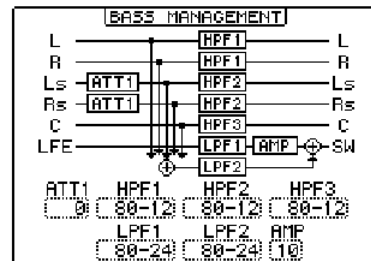 BASS MANAGEMENT
L HPF1 L
R HPF1 R
Ls ATT1 HPF2 Ls
Rs ATT1 HPF2 Rs
C HPF3 C
LFE LPF1 AMP SW
LPF2
ATT1 HPF1 HPF2 HPF3
0 80-12 80-12 80-12
LPF1 LPF2 AMP
80-24 80-24 10